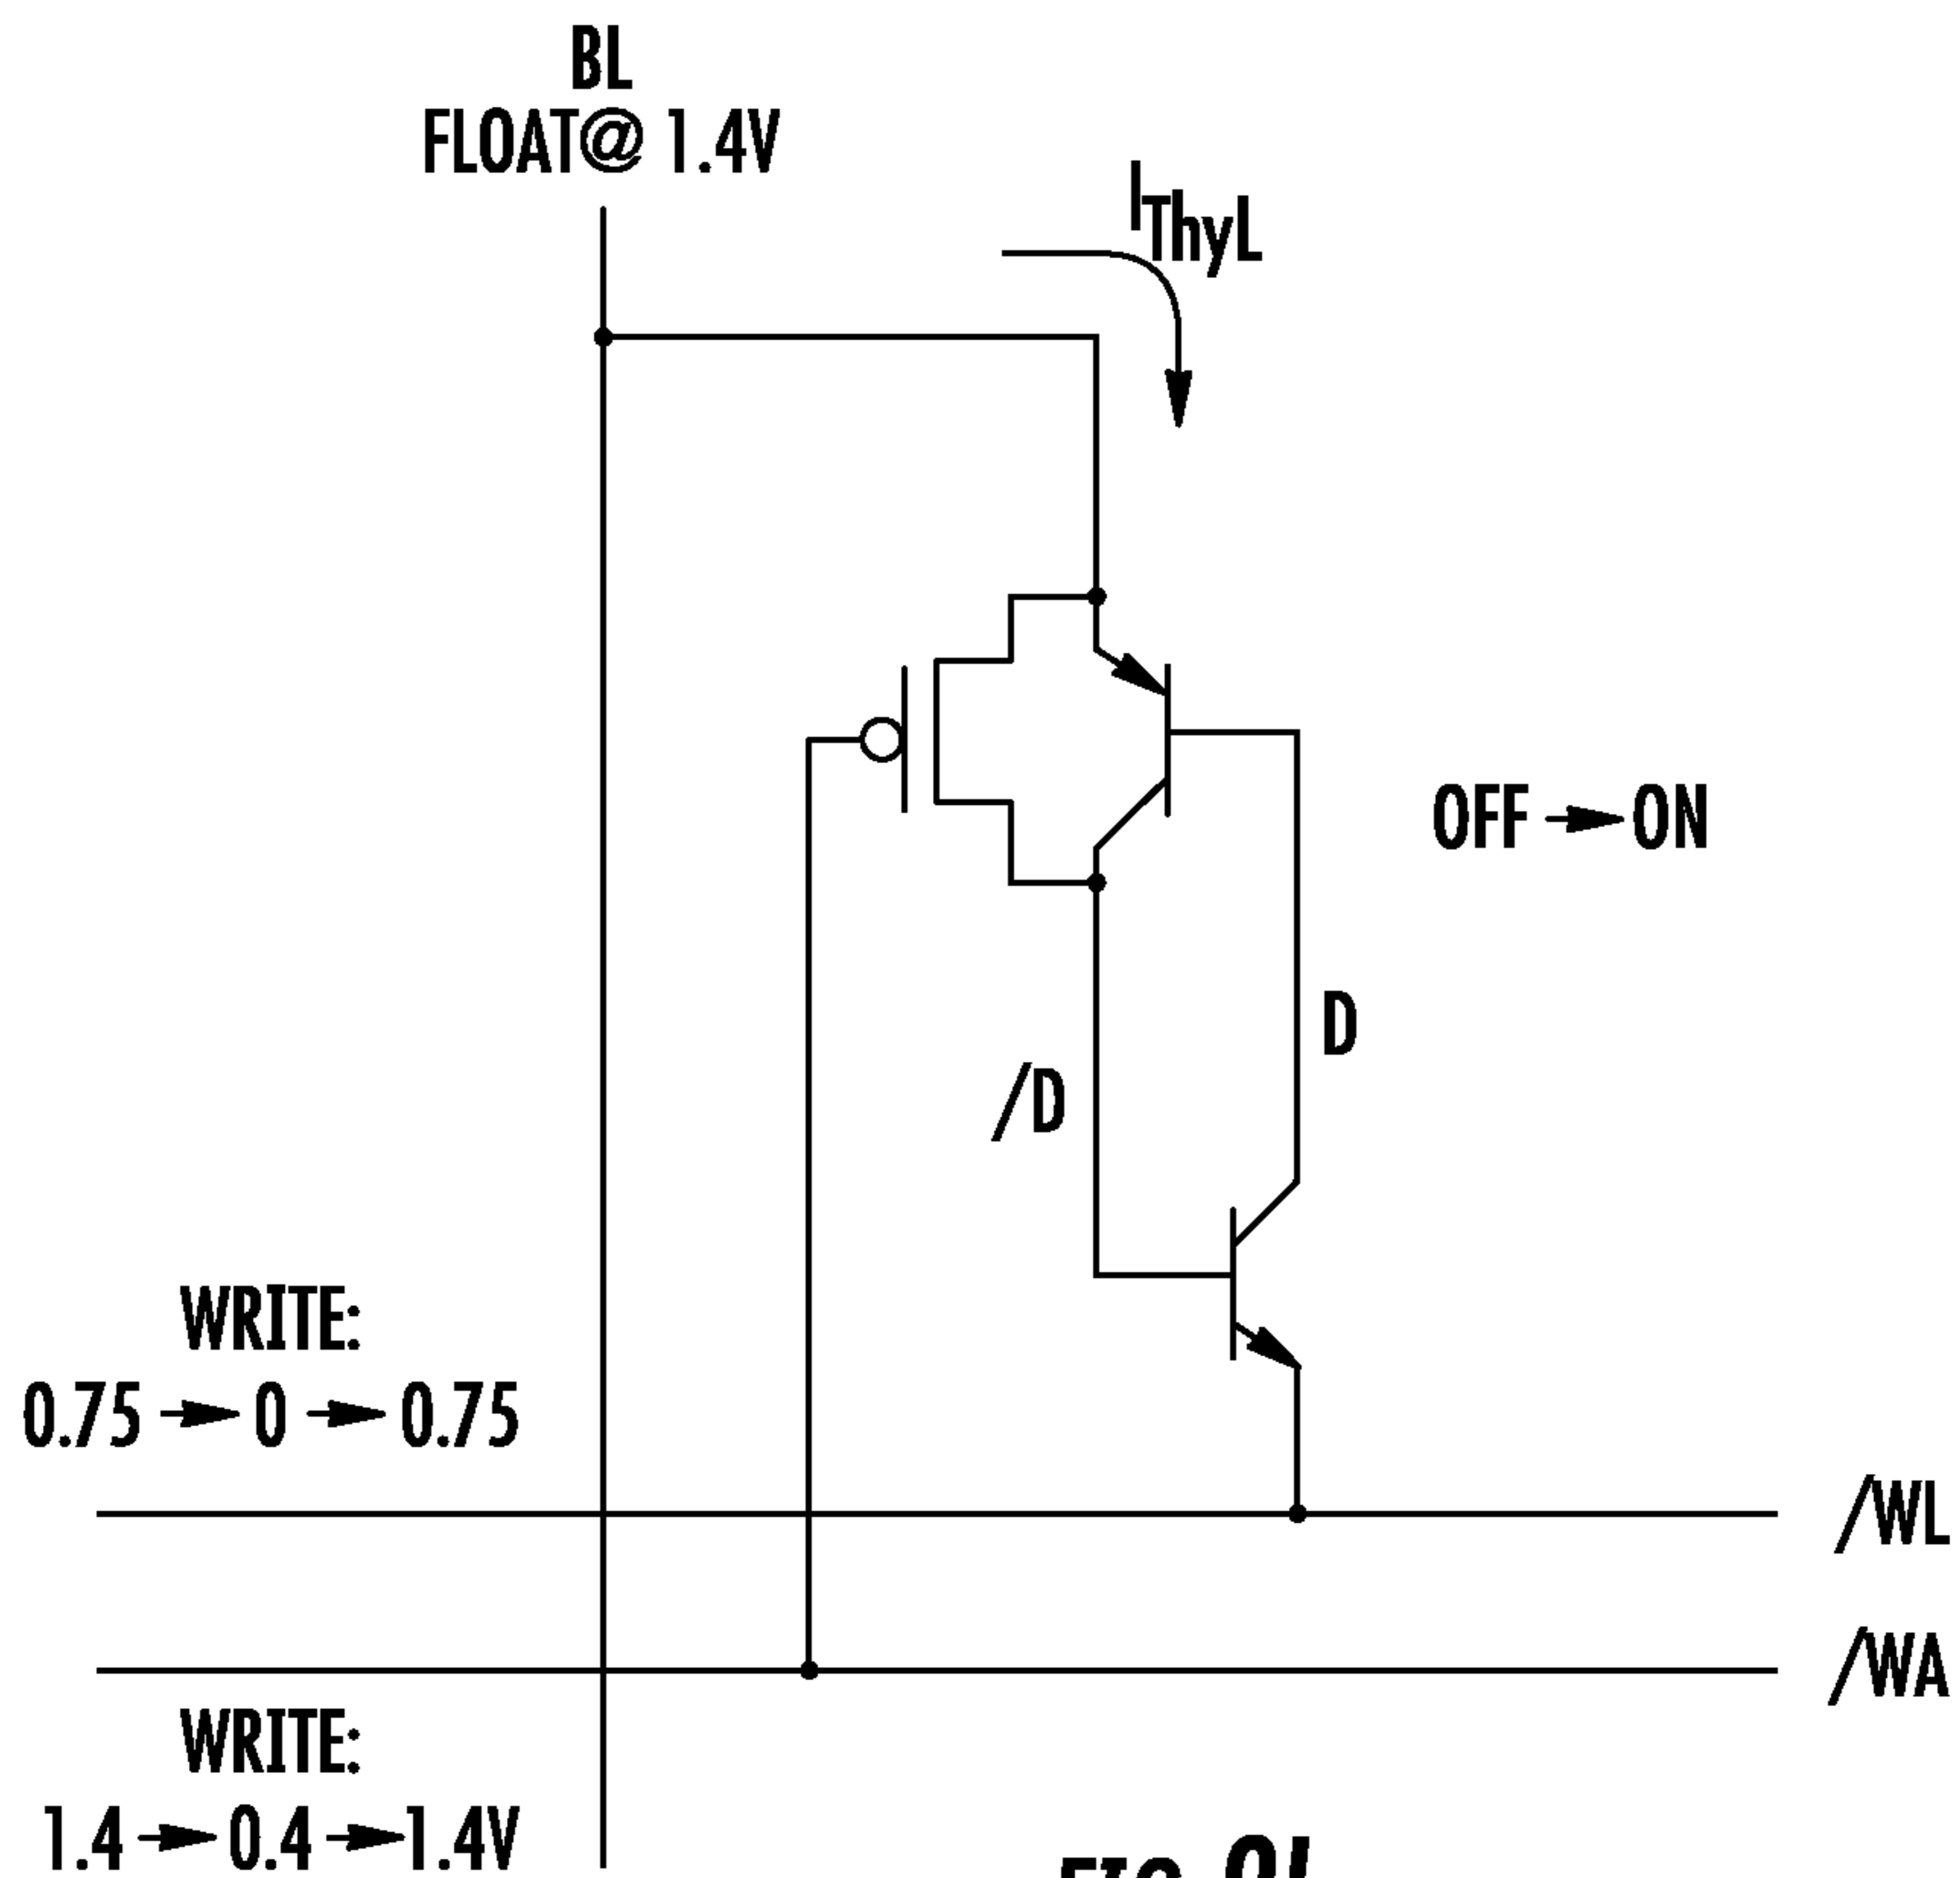 BL
FLOAT@ 1.4V
IThyL
OFF → ON
D
/D
WRITE:
0.75 → 0 → 0.75
/WL
/WA
WRITE:
1.4 → 0.4 → 1.4V